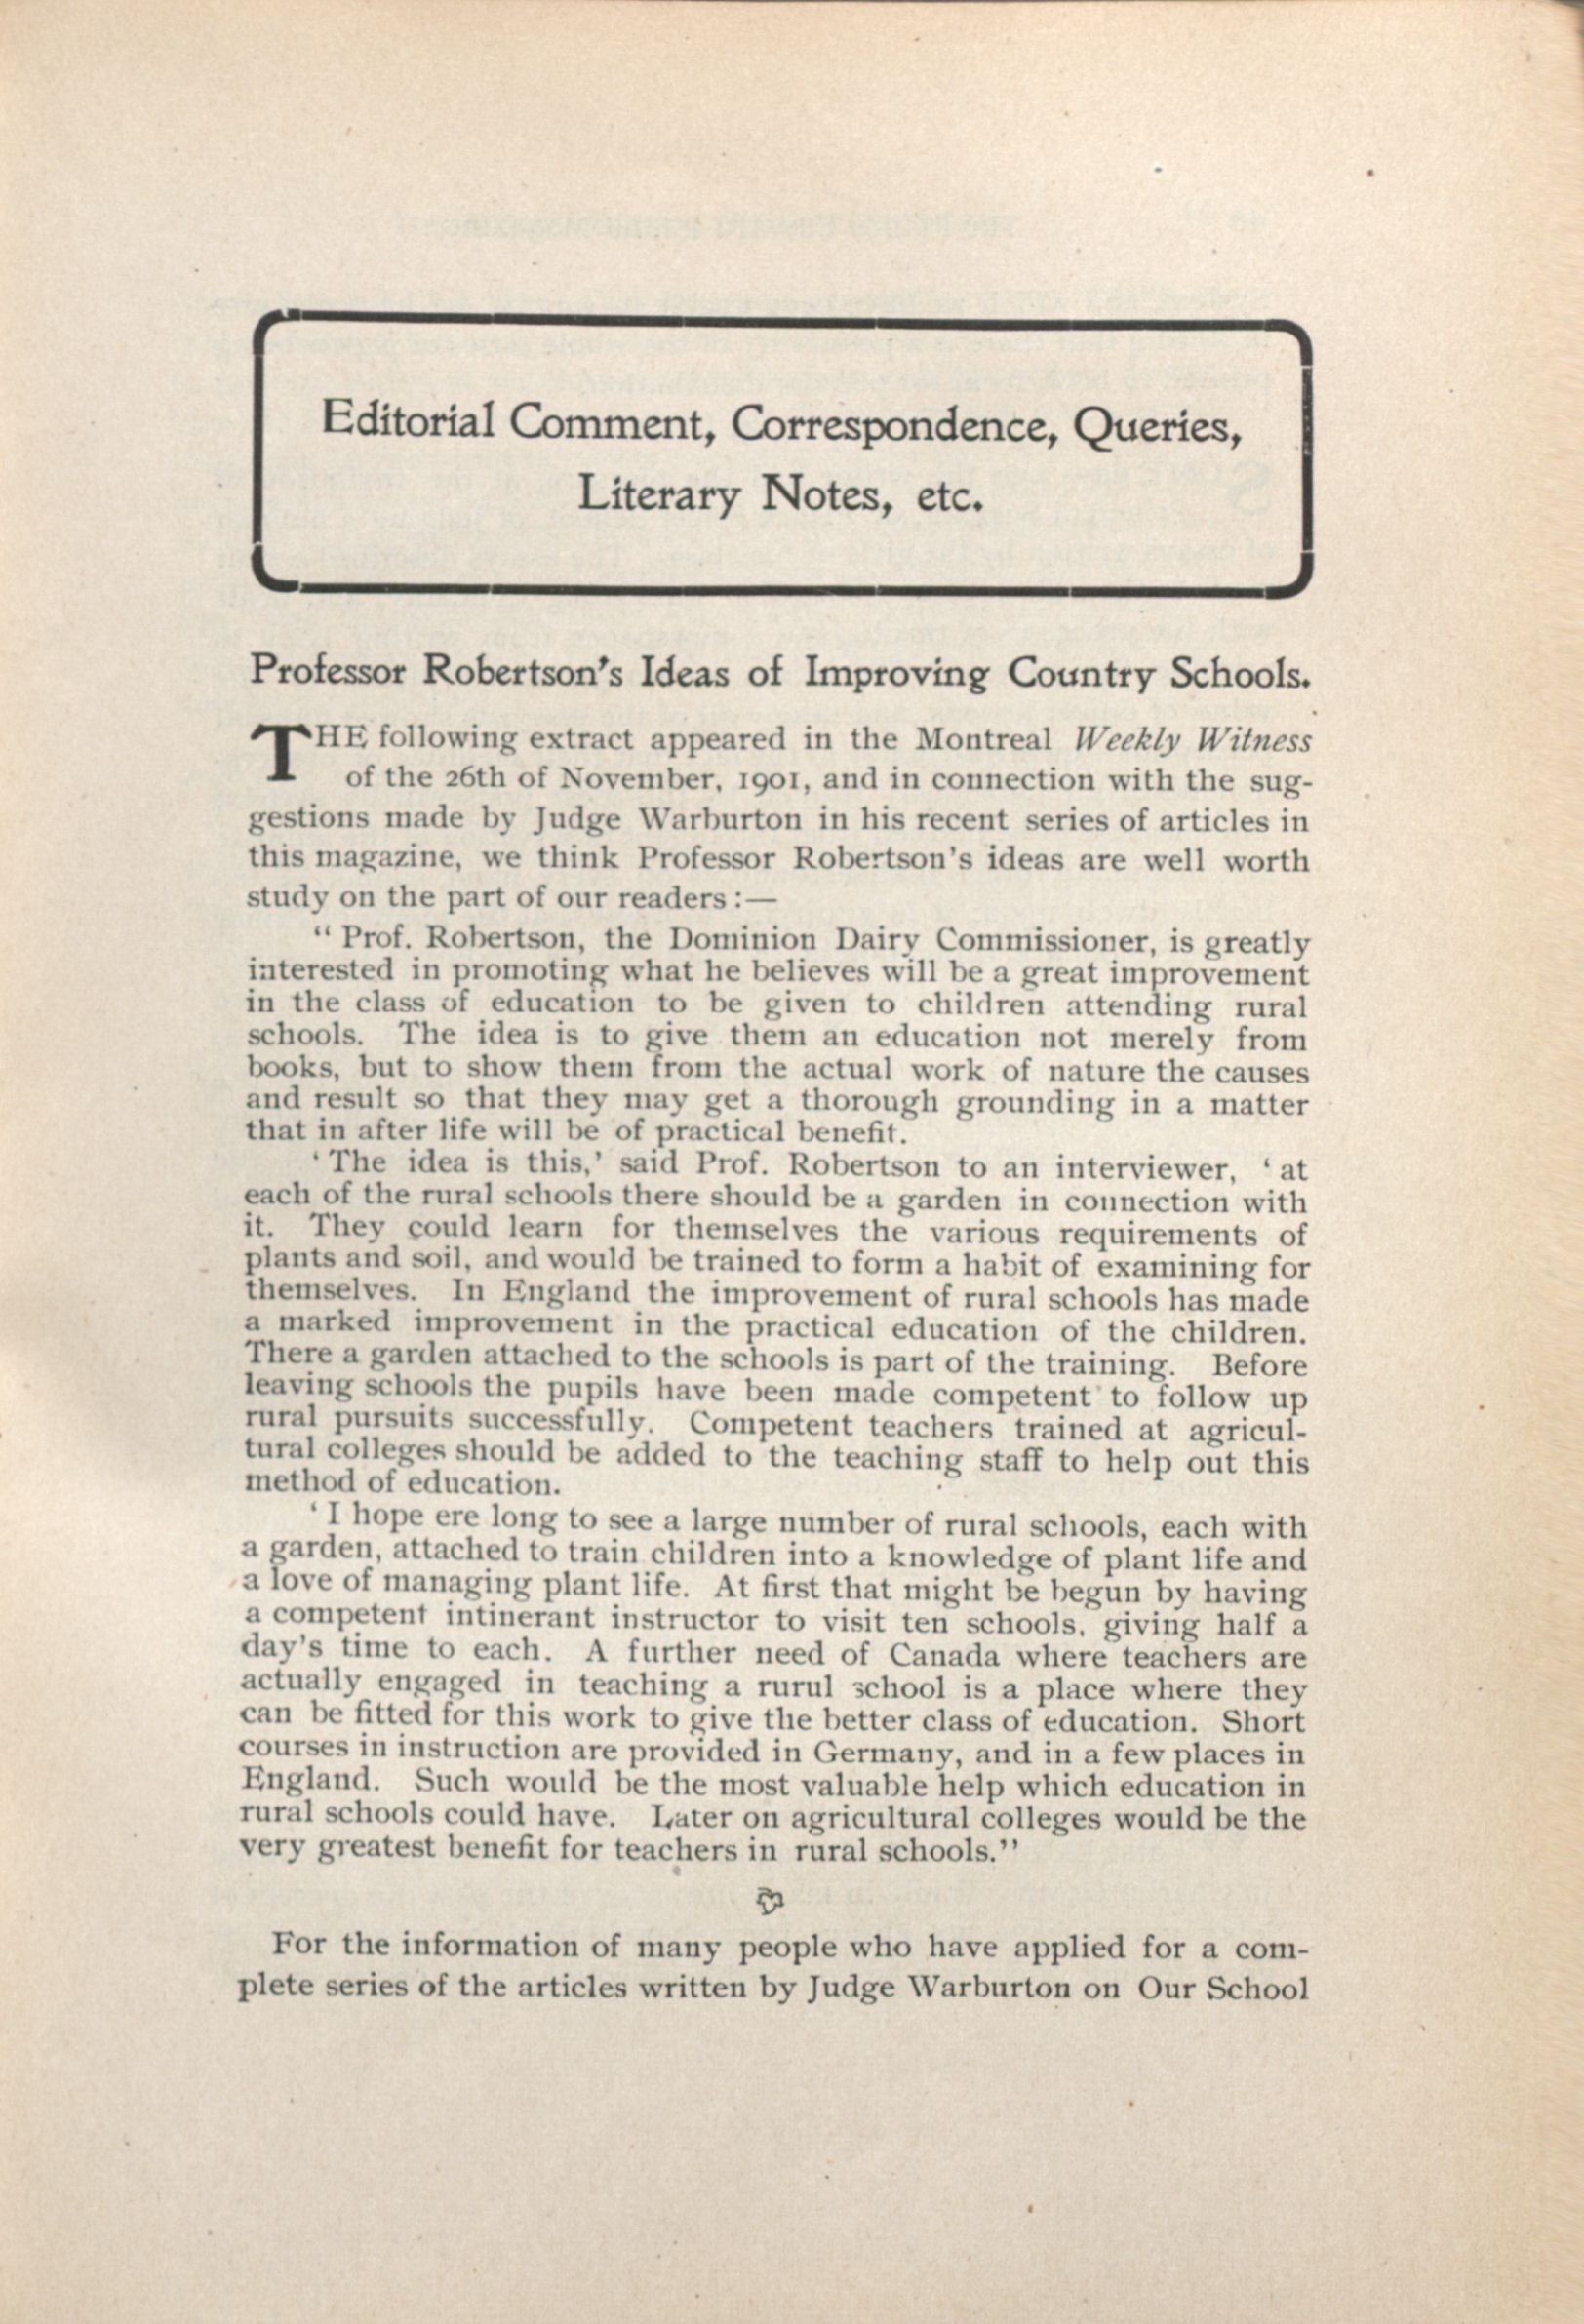 Editorial Comment, Correspondence, Queries,
Literary Notes, etc.
Professor Robertson's Ideas of Improving Country Schools.
THE following extract appeared in the Montreal Weekly Witness
of the 26th of November, 1901, and in connection with the sug-
gestions made by Judge Warburton in his recent series of articles in
this magazine, we think Professor Robertson's ideas are well worth
study on the part of our readers :—
“ Prof. Robertson, the Dominion Dairy Commissioner, is greatly
interested in promoting what he believes will be a great improvement
in the class of education to be given to children attending rural
schools. The idea is to give them an education not merely from
books, but to show them from the actual work of nature the causes
and result so that they may get a thorough grounding in a matter
that in after life will be of practical benefit.
‘ The idea is this,’ said Prof. Robertson to an interviewer, ‘ at
each of the rural schools there should be a garden in connection with
it. They could learn for themselves the various requirements of
plants and soil, and would be trained to form a habit of examining for
themselves. In England the improvement of rural schools has made
a marked improvement in the practical education of the children.
There a garden attached to the schools is part of the training. Before
leaving schools the pupils have been made competent to follow up
rural pursuits successfully. Competent teachers trained at agricul-
tural colleges should be added to the teaching staff to help out this
method of education.
‘ I hope ere long to see a large number of rural schools, each with
a garden, attached to train children into a knowledge of plant life and
a love of managing plant life. At first that might be begun by having
a competent intinerant instructor to visit ten schools, giving half a
day's time to each. A further need of Canada where teachers are
actually engaged in teaching a rurul school is a place where they
can be fitted for this work to give the better class of education. Short
courses in instruction are provided in Germany, and in a few places in
England. Such would be the most valuable help which education in
rural schools could have. Later on agricultural colleges would be the
very greatest benefit for teachers in rural schools.”
For the information of many people who have applied for a com-
plete series of the articles written by Judge Warburton on Our School